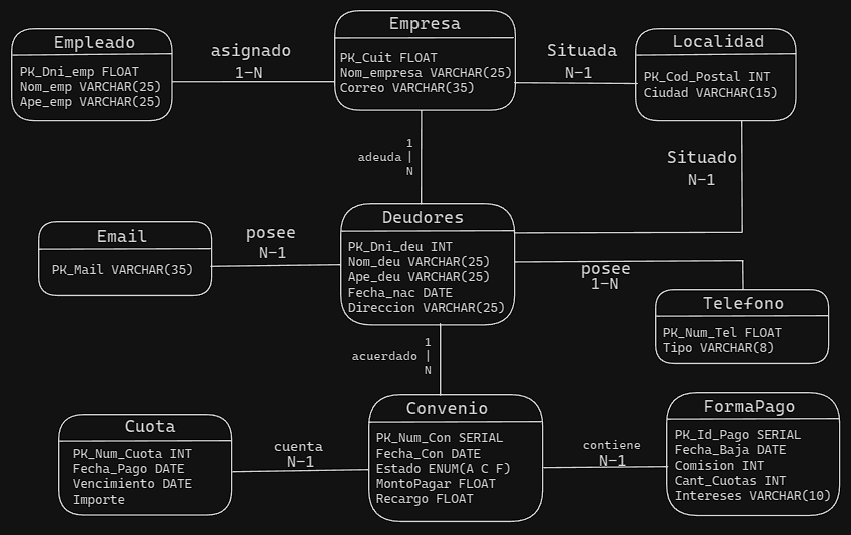 Empleado
PK_Dni_emp FLOAT
Nom_emp VARCHAR(25)
Ape_emp VARCHAR(25)
asignado
1-N
Empresa
PK_Cuit FLOAT
Nom_empresa VARCHAR(25)
Correo VARCHAR(35)
Situada
N-1
Localidad
PK_Cod_Postal INT
Ciudad VARCHAR(15)
1
adeuda |
N
Situado
N-1
Email
PK_Mail VARCHAR(35)
posee
N-1
Deudores
PK_Dni_deu INT
Nom_deu VARCHAR(25)
Ape_deu VARCHAR(25)
Fecha_nac DATE
Direccion VARCHAR(25)
posee
1-N
Telefono
PK_Num_Tel FLOAT
Tipo VARCHAR(8)
1
acuerdado |
N
Cuota
PK_Num_Cuota INT
Fecha_Pago DATE
Vencimiento DATE
Importe
cuenta
N-1
Convenio
PK_Num_Con SERIAL
Fecha_Con DATE
Estado ENUM(A C F)
MontoPagar FLOAT
Recargo FLOAT
contiene
N-1
FormaPago
PK_Id_Pago SERIAL
Fecha_Baja DATE
Comision INT
Cant_Cuotas INT
Intereses VARCHAR(10)